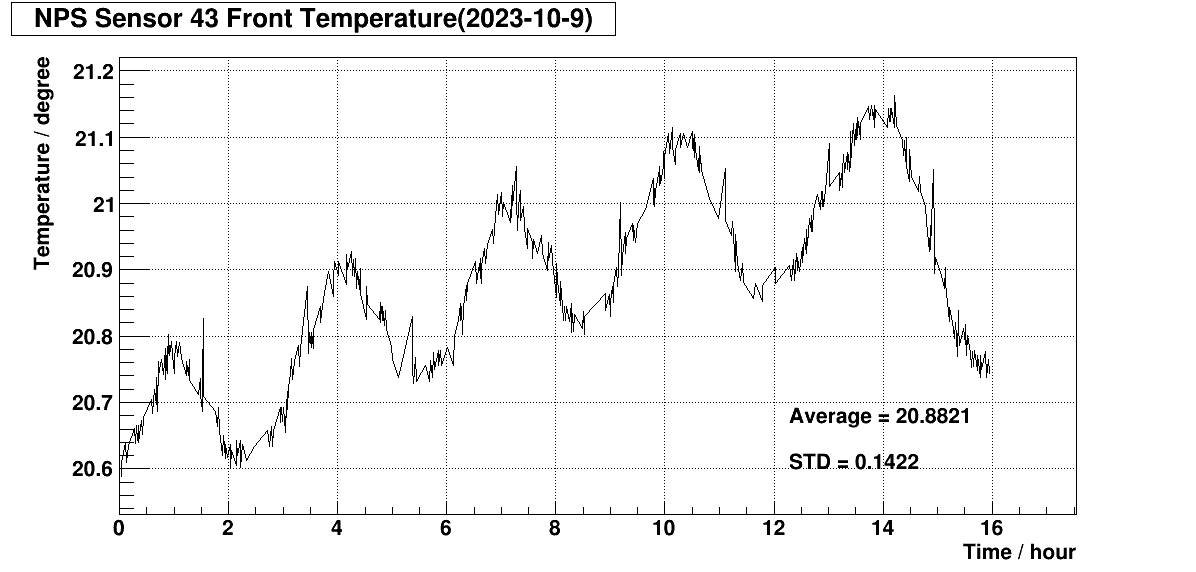 NPS Sensor 43 Front Temperature(2023-10-9)
Temperature / degree
21.2
21.1
21
20.9
20.8
20.7
20.6
Average = 20.8821
STD = 0.1422
0 2 4 6 8 10 12 14 16
Time / hour